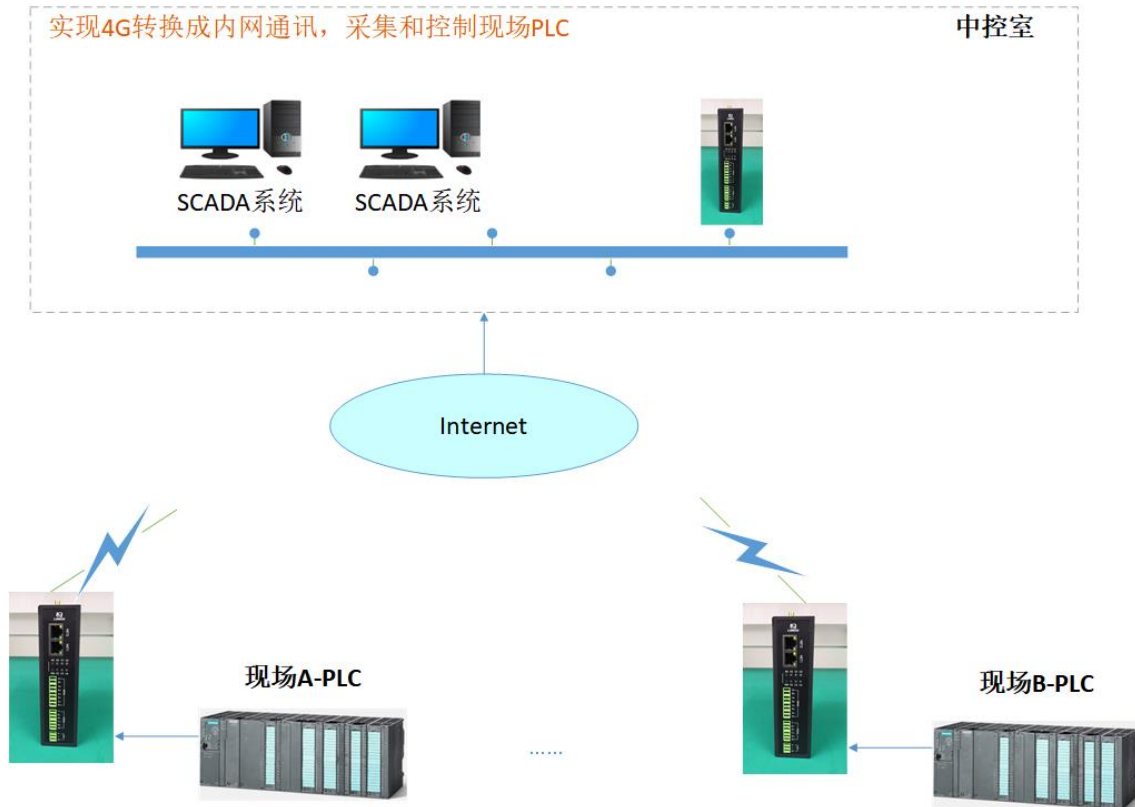 实现4G转换成内网通讯，采集和控制现场PLC
中控室
SCADA系统
SCADA系统
Internet
现场A-PLC
现场B-PLC
......